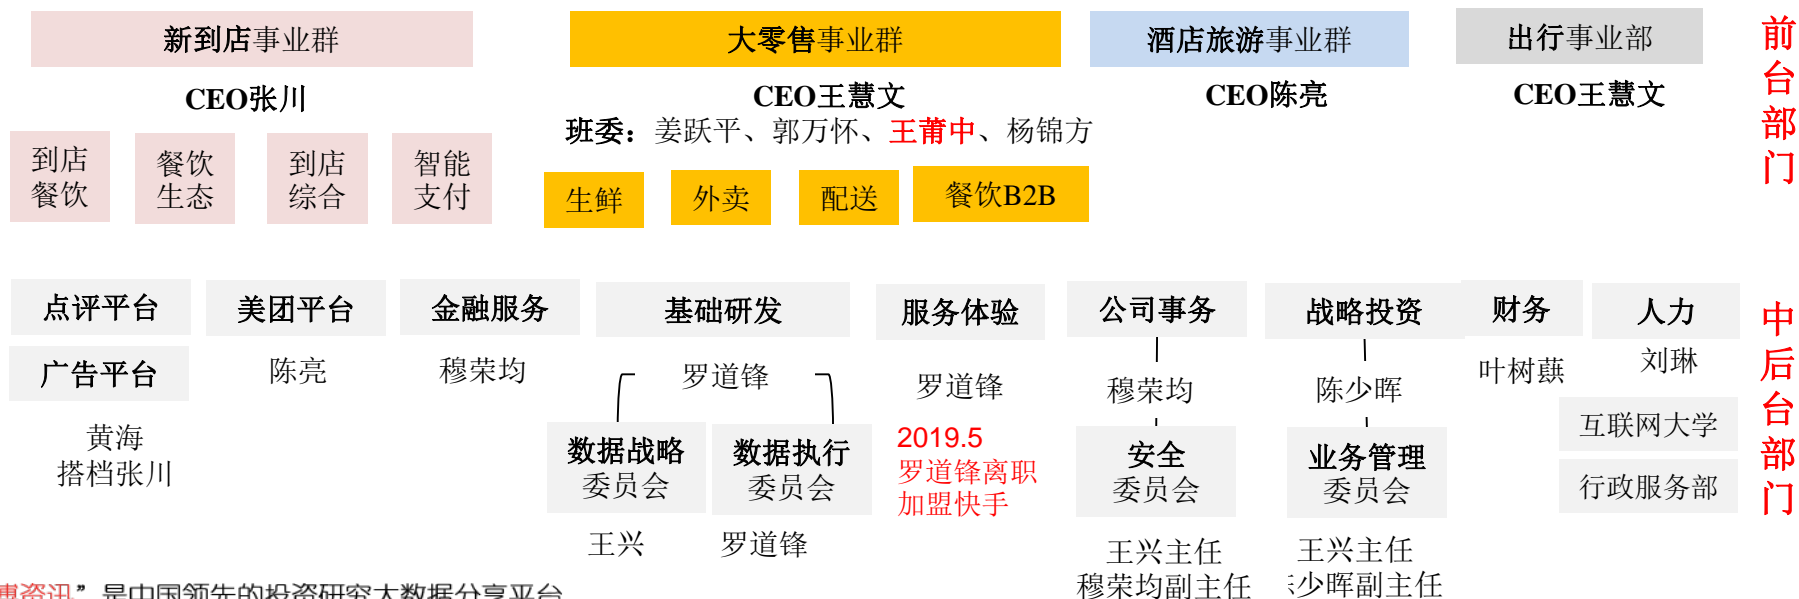 新到店事业群
大零售事业群
酒店旅游事业群
出行事业部
前台部门
CEO张川
CEO王慧文
CEO陈亮
CEO王慧文
班委：姜跃平、郭万怀、王莆中、杨锦方
到店
餐饮
餐饮
生态
到店
综合
智能
支付
生鲜
外卖
配送
餐饮B2B
点评平台
美团平台
金融服务
基础研发
服务体验
公司事务
战略投资
财务
人力
中后台部门
广告平台
陈亮
穆荣均
罗道锋
罗道锋
穆荣均
陈少晖
叶树蕻
刘琳
黄海
搭档张川
数据战略
委员会
数据执行
委员会
2019.5
罗道锋离职
加盟快手
安全
委员会
业务管理
委员会
互联网大学
行政服务部
王兴
罗道锋
王兴主任
穆荣均副主任
王兴主任
少晖副主任
资讯”是中国领先的投资研究大数据分享平台